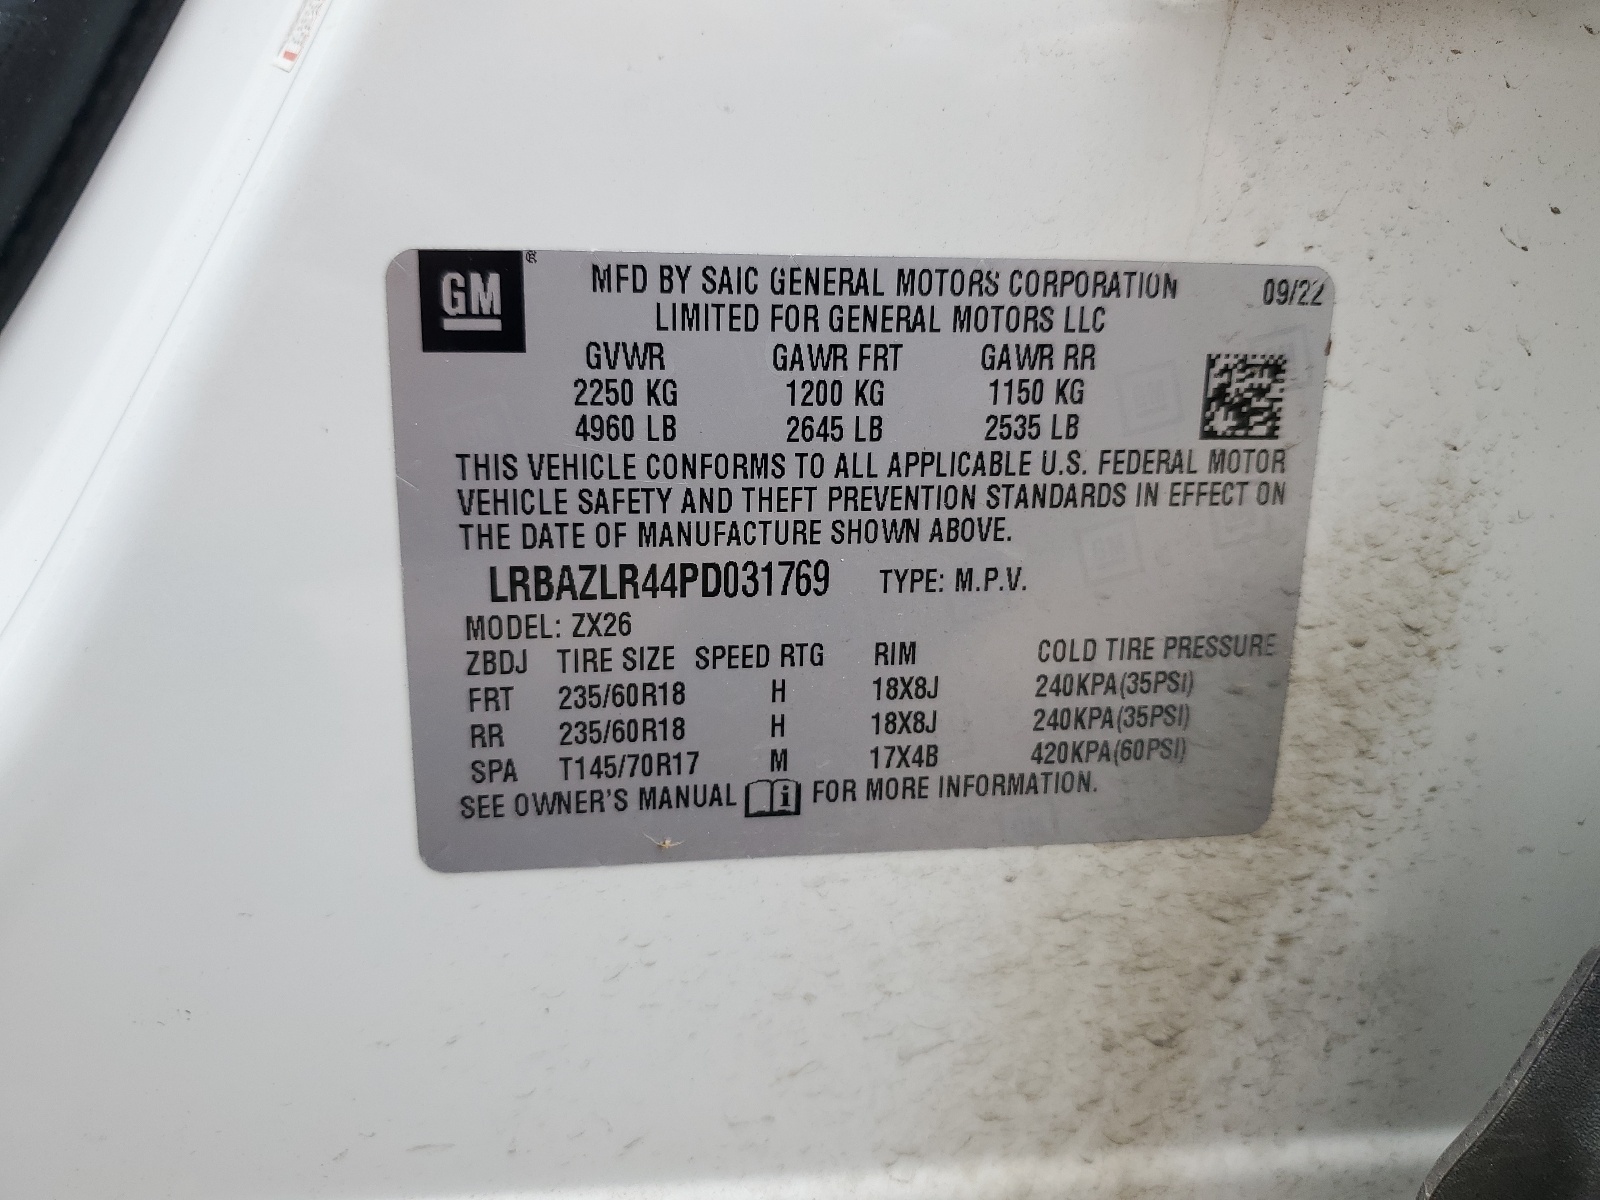 GM®
MFD BY SAIC GENERAL MOTORS CORPORATION 09/22
LIMITED FOR GENERAL MOTORS LLC
GVWR GAWR FRT GAWR RR
2250 KG 1200 KG 1150 KG
4960 LB 2645 LB 2535 LB
THIS VEHICLE CONFORMS TO ALL APPLICABLE U.S. FEDERAL MOTOR
VEHICLE SAFETY AND THEFT PREVENTION STANDARDS IN EFFECT ON
THE DATE OF MANUFACTURE SHOWN ABOVE.
LRBAZLR44PD031769 TYPE: M.P.V.
MODEL: ZX26
ZBDJ TIRE SIZE SPEED RTG RIM COLD TIRE PRESSURE
FRT 235/60R18 H 18X8J 240KPA(35PSI)
RR 235/60R18 H 18X8J 240KPA(35PSI)
SPA T145/70R17 M 17X4B 420KPA(60PSI)
SEE OWNER'S MANUAL i FOR MORE INFORMATION.